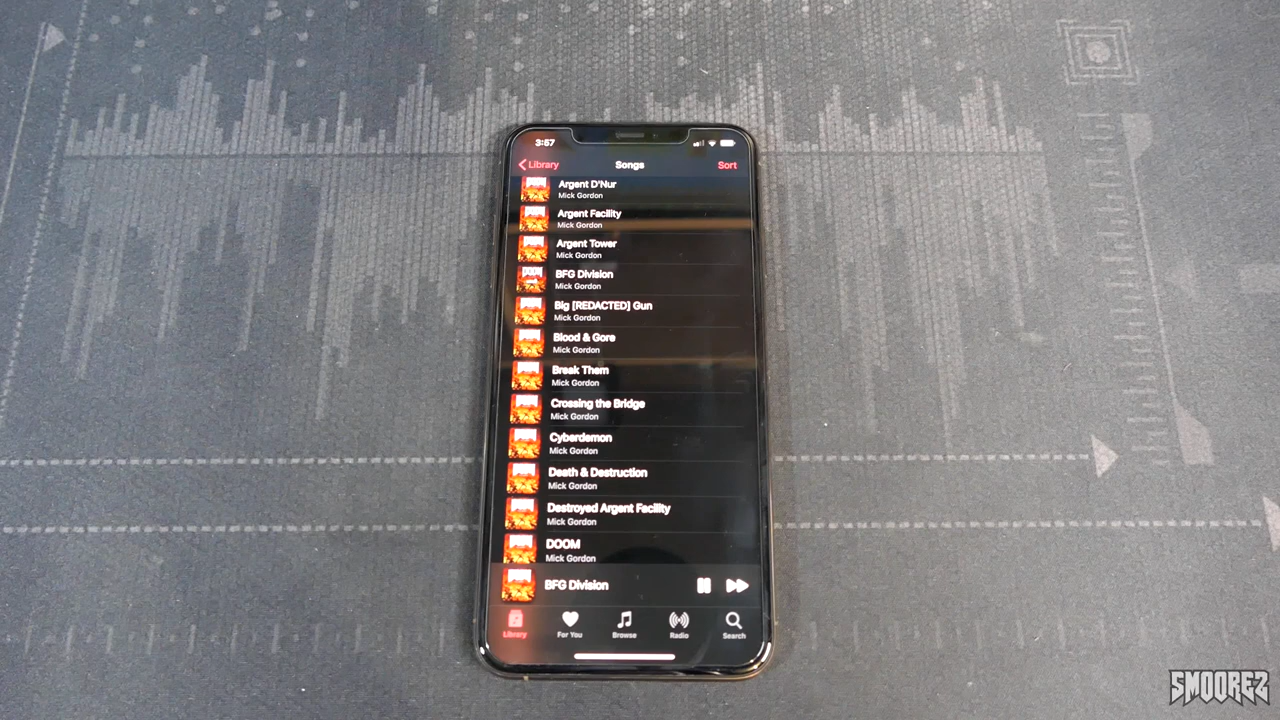 3:57
Library
Songs
Sort
Argent D'Nur
Mick Gordon
Argent Facility
Mick Gordon
Argent Tower
Mick Gordon
BFG Division
Mick Gordon
Big [REDACTED] Gun
Mick Gordon
Blood & Gore
Mick Gordon
Break Them
Mick Gordon
Crossing the Bridge
Mick Gordon
Cyberdemon
Mick Gordon
Death & Destruction
Mick Gordon
Destroyed Argent Facility
Mick Gordon
DOOM
Mick Gordon
BFG Division
Library
For You
Browse
Radio
Search
SMOOREZ